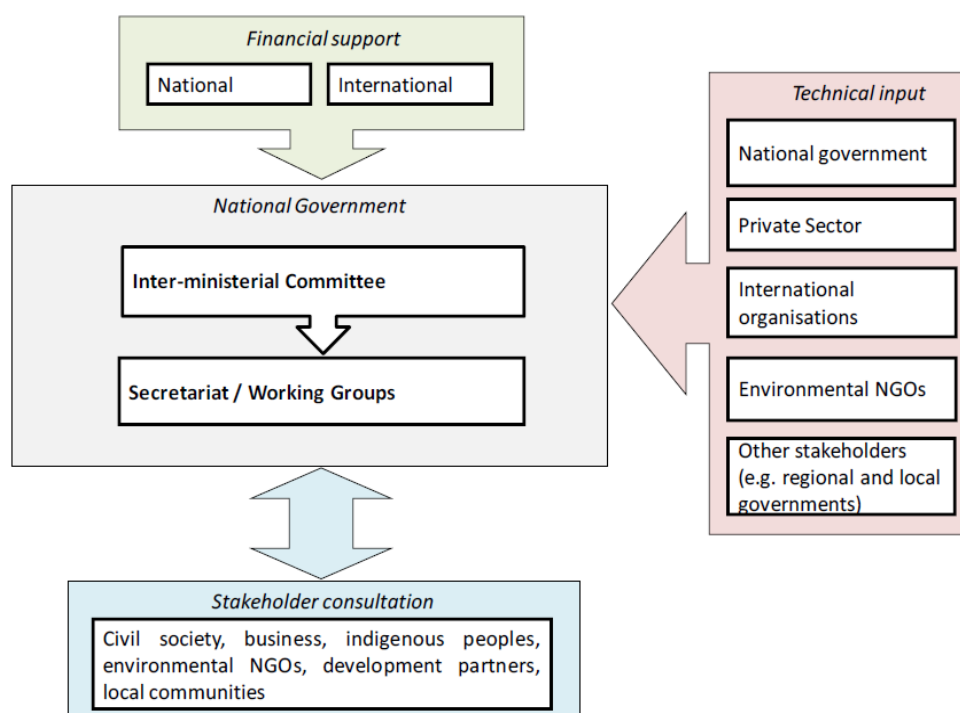 Financial support
National
International
Technical input
National government
Private Sector
International
organisations
Environmental NGOs
Other stakeholders
(e.g. regional and local
governments)
National Government
Inter-ministerial Committee
Secretariat / Working Groups
Stakeholder consultation
Civil society, business, indigenous peoples,
environmental NGOs, development partners,
local communities